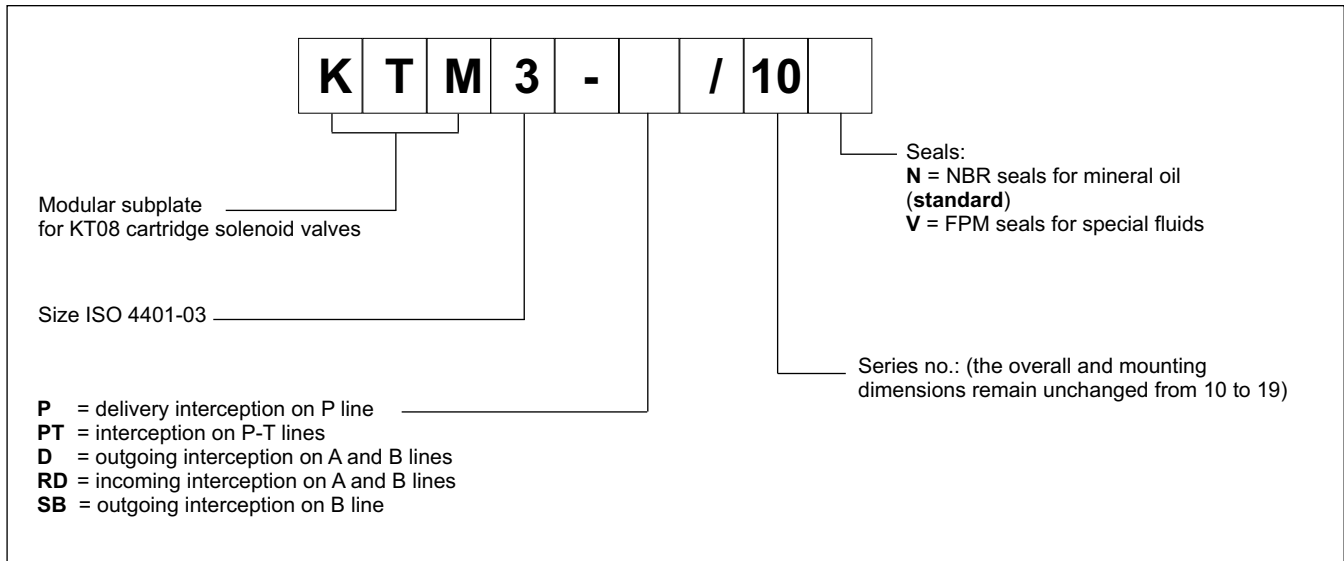 K T M 3 - / 10
Seals:
N = NBR seals for mineral oil
(standard)
V = FPM seals for special fluids
Modular subplate
for KT08 cartridge solenoid valves
Size ISO 4401-03
Series no.: (the overall and mounting
dimensions remain unchanged from 10 to 19)
P = delivery interception on P line
PT = interception on P-T lines
D = outgoing interception on A and B lines
RD = incoming interception on A and B lines
SB = outgoing interception on B line